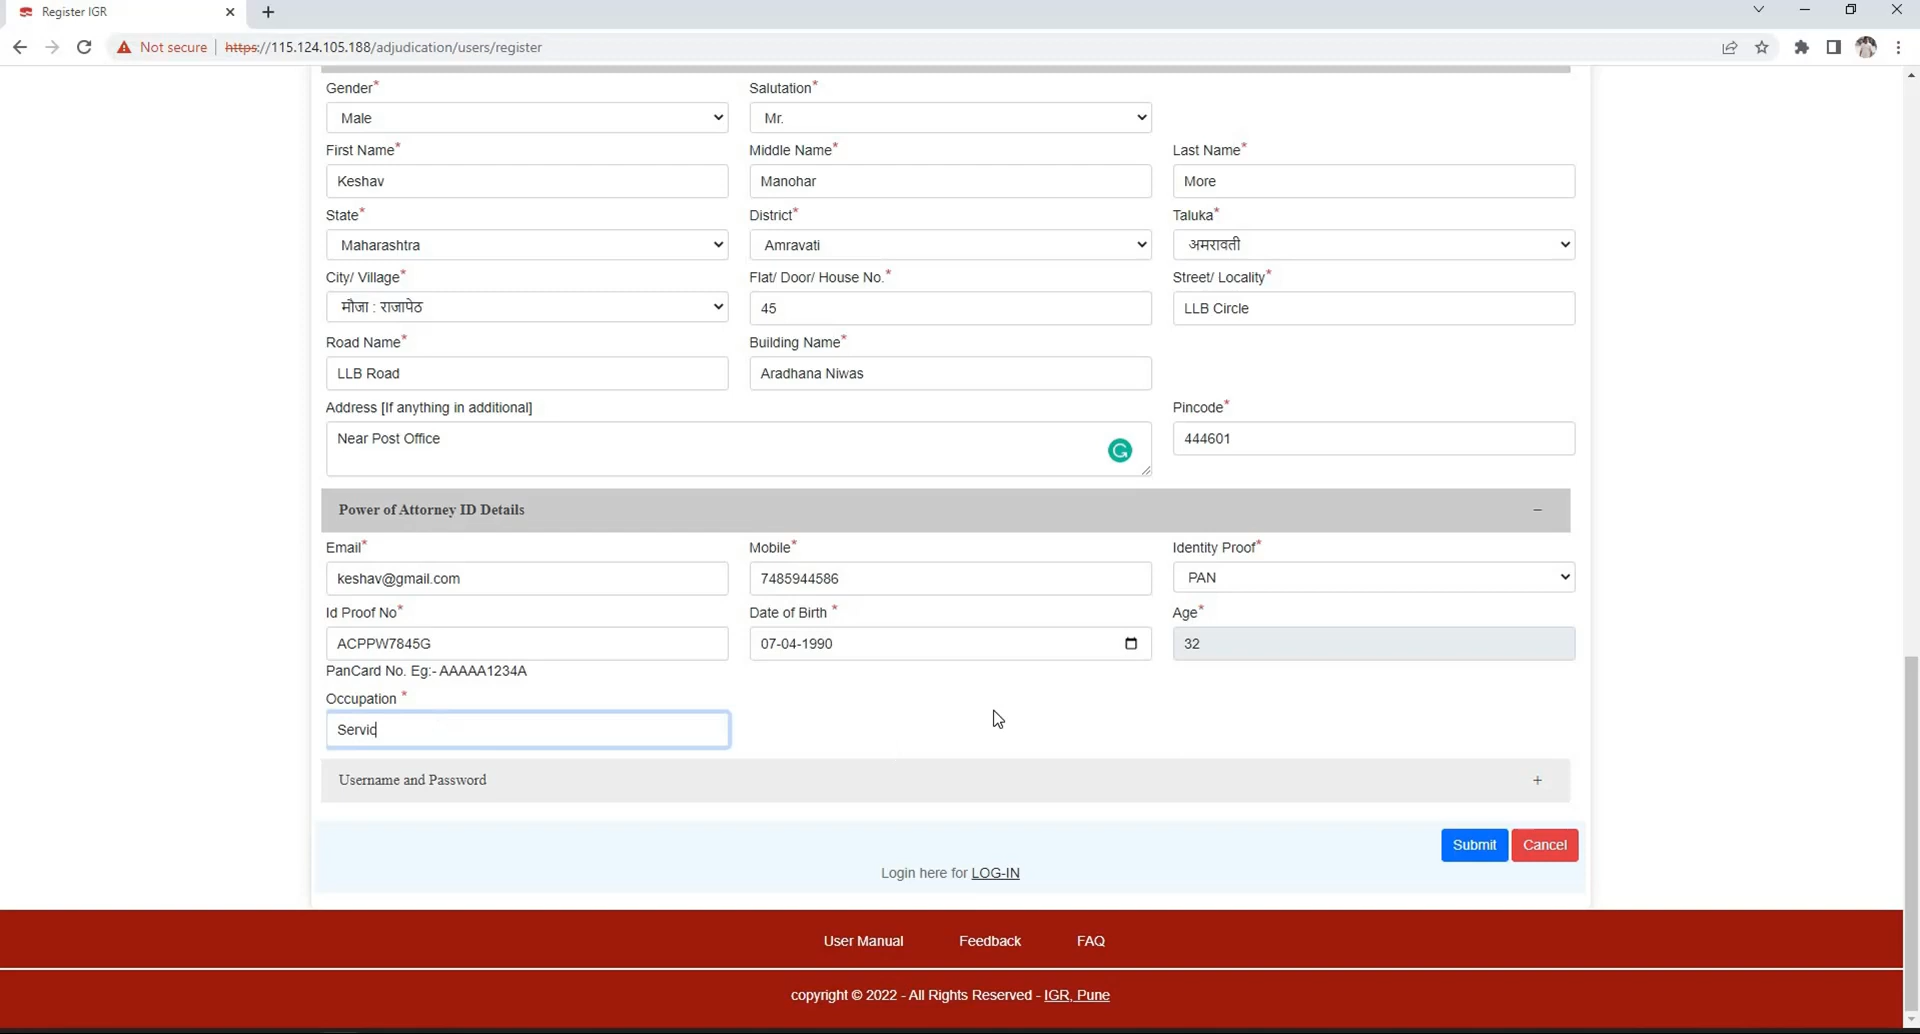 Register IGR
Not secure https://115.124.105.188/adjudication/users/register
Gender* Salutation*
Male Mr.
First Name* Middle Name* Last Name*
Keshav Manohar More
State* District* Taluka*
Maharashtra Amravati अमरावती
City/ Village* Flat/ Door/ House No.* Street/ Locality*
मौजा : राजापेठ 45 LLB Circle
Road Name* Building Name*
LLB Road Aradhana Niwas
Address [If anything in additional] Pincode*
Near Post Office 444601
Power of Attorney ID Details −
Email* Mobile* Identity Proof*
keshav@gmail.com 7485944586 PAN
Id Proof No* Date of Birth * Age*
ACPPW7845G 07-04-1990 32
PanCard No. Eg:- AAAAA1234A
Occupation *
Servic
Username and Password +
Submit Cancel
Login here for LOG-IN
User Manual Feedback FAQ
copyright © 2022 - All Rights Reserved - IGR, Pune